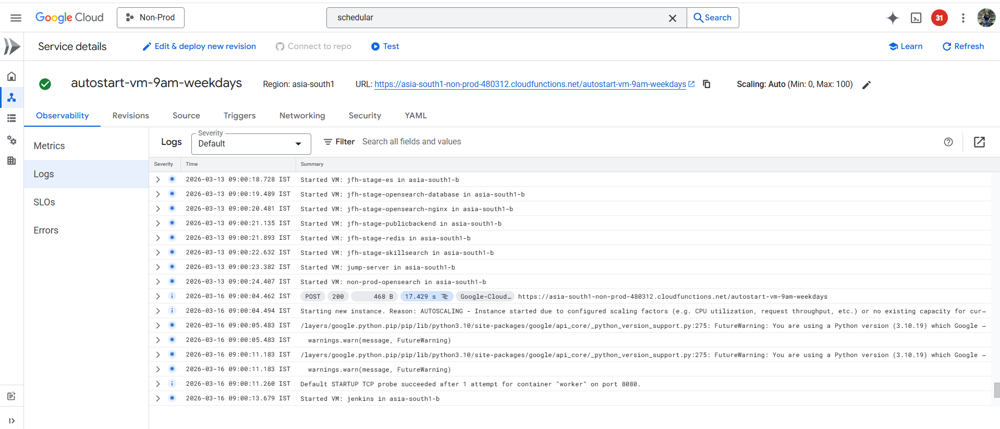 Google Cloud
Non-Prod
schedular
Search
31
Service details
Edit & deploy new revision
Connect to repo
Test
Learn
Refresh
autostart-vm-9am-weekdays
Region: asia-south1
URL: https://asia-south1-non-prod-480312.cloudfunctions.net/autostart-vm-9am-weekdays
Scaling: Auto (Min: 0, Max: 100)
Observability
Revisions
Source
Triggers
Networking
Security
YAML
Metrics
Logs
SLOs
Errors
Logs
Severity
Default
Filter
Search all fields and values
Severity Time Summary
2026-03-13 09:00:18.728 IST Started VM: jfh-stage-es in asia-south1-b
2026-03-13 09:00:19.489 IST Started VM: jfh-stage-opensearch-database in asia-south1-b
2026-03-13 09:00:20.481 IST Started VM: jfh-stage-opensearch-nginx in asia-south1-b
2026-03-13 09:00:21.135 IST Started VM: jfh-stage-publicbackend in asia-south1-b
2026-03-13 09:00:21.893 IST Started VM: jfh-stage-redis in asia-south1-b
2026-03-13 09:00:22.632 IST Started VM: jfh-stage-skillsearch in asia-south1-b
2026-03-13 09:00:23.382 IST Started VM: jump-server in asia-south1-b
2026-03-13 09:00:24.407 IST Started VM: non-prod-opensearch in asia-south1-b
2026-03-16 09:00:04.462 IST POST 200 468 B 17.429 s Google-Cloud… https://asia-south1-non-prod-480312.cloudfunctions.net/autostart-vm-9am-weekdays
2026-03-16 09:00:04.494 IST Starting new instance. Reason: AUTOSCALING - Instance started due to configured scaling factors (e.g. CPU utilization, request throughput, etc.) or no existing capacity for cur…
2026-03-16 09:00:05.483 IST /layers/google.python.pip/pip/lib/python3.10/site-packages/google/api_core/_python_version_support.py:275: FutureWarning: You are using a Python version (3.10.19) which Google …
2026-03-16 09:00:05.483 IST warnings.warn(message, FutureWarning)
2026-03-16 09:00:11.183 IST /layers/google.python.pip/pip/lib/python3.10/site-packages/google/api_core/_python_version_support.py:275: FutureWarning: You are using a Python version (3.10.19) which Google …
2026-03-16 09:00:11.183 IST warnings.warn(message, FutureWarning)
2026-03-16 09:00:11.260 IST Default STARTUP TCP probe succeeded after 1 attempt for container "worker" on port 8080.
2026-03-16 09:00:13.679 IST Started VM: jenkins in asia-south1-b